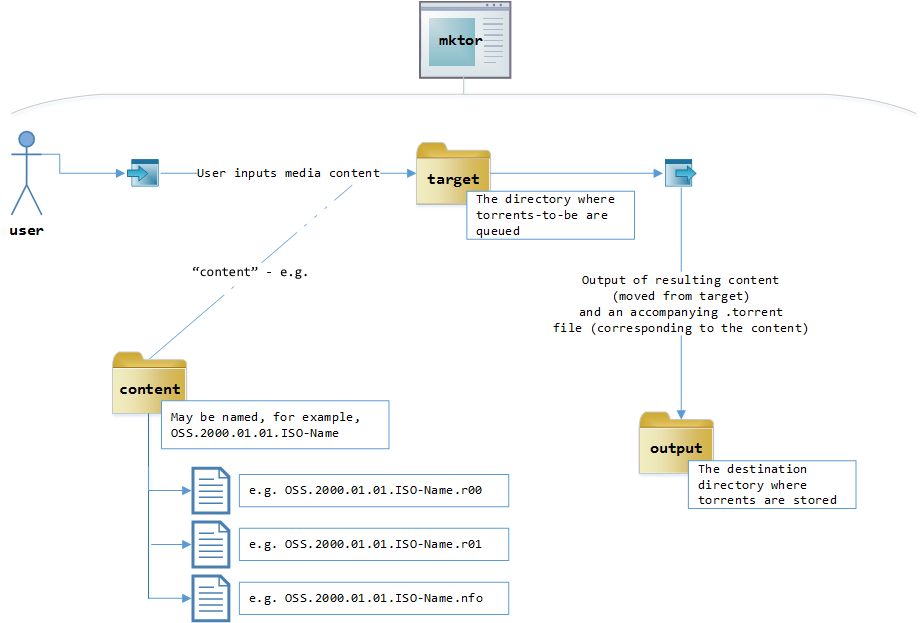 mktor
user
User inputs media content
target
The directory where
torrents-to-be are
queued
“content” - e.g.
Output of resulting content
(moved from target)
and an accompanying .torrent
file (corresponding to the content)
content
May be named, for example,
OSS.2000.01.01.ISO-Name
output
The destination
directory where
torrents are stored
e.g. OSS.2000.01.01.ISO-Name.r00
e.g. OSS.2000.01.01.ISO-Name.r01
e.g. OSS.2000.01.01.ISO-Name.nfo